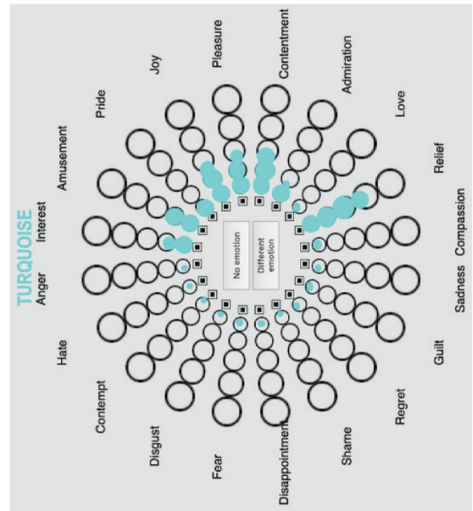 TURQUOISE
Interest
Amusement
Pride
Joy
Pleasure
Contentment
Admiration
Love
Relief
Compassion
Sadness
Guilt
Regret
Shame
Disappointment
Fear
Disgust
Contempt
Hate
Anger
No emotion
Different
emotion